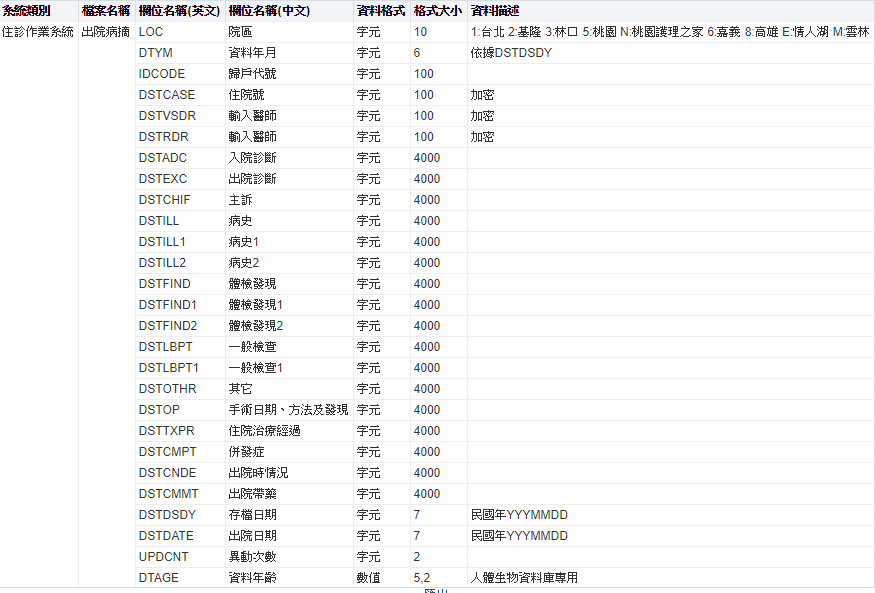 系統類別 檔案名稱 欄位名稱(英文) 欄位名稱(中文) 資料格式 格式大小 資料描述
住診作業系統 出院病摘 LOC 院區 字元 10 1:台北 2:基隆 3:林口 5:桃園 N:桃園護理之家 6:嘉義 8:高雄 E:情人湖 M:雲林
DTYM 資料年月 字元 6 依據DSTDSDY
IDCODE 歸戶代號 字元 100
DSTCASE 住院號 字元 100 加密
DSTVSDR 輸入醫師 字元 100 加密
DSTRDR 輸入醫師 字元 100 加密
DSTADC 入院診斷 字元 4000
DSTEXC 出院診斷 字元 4000
DSTCHIF 主訴 字元 4000
DSTILL 病史 字元 4000
DSTILL1 病史1 字元 4000
DSTILL2 病史2 字元 4000
DSTFIND 體檢發現 字元 4000
DSTFIND1 體檢發現1 字元 4000
DSTFIND2 體檢發現2 字元 4000
DSTLBPT 一般檢查 字元 4000
DSTLBPT1 一般檢查1 字元 4000
DSTOTHR 其它 字元 4000
DSTOP 手術日期、方法及發現 字元 4000
DSTTXPR 住院治療經過 字元 4000
DSTCMPT 併發症 字元 4000
DSTCNDE 出院時情況 字元 4000
DSTCMMT 出院帶藥 字元 4000
DSTDSDY 存檔日期 字元 7 民國年YYYMMDD
DSTDATE 出院日期 字元 7 民國年YYYMMDD
UPDCNT 異動次數 字元 2
DTAGE 資料年齡 數值 5,2 人體生物資料庫專用